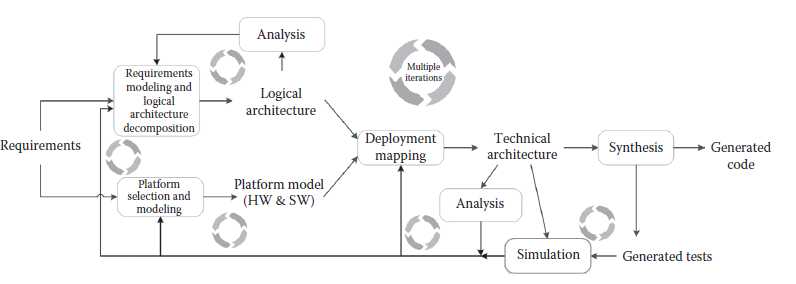 Analysis
Requirements
modeling and
logical
architecture
decomposition
Multiple
iterations
Logical
architecture
Requirements
Deployment
mapping
Technical
architecture
Synthesis
Generated
code
Platform
selection and
modeling
Platform model
(HW & SW)
Analysis
Simulation
Generated tests